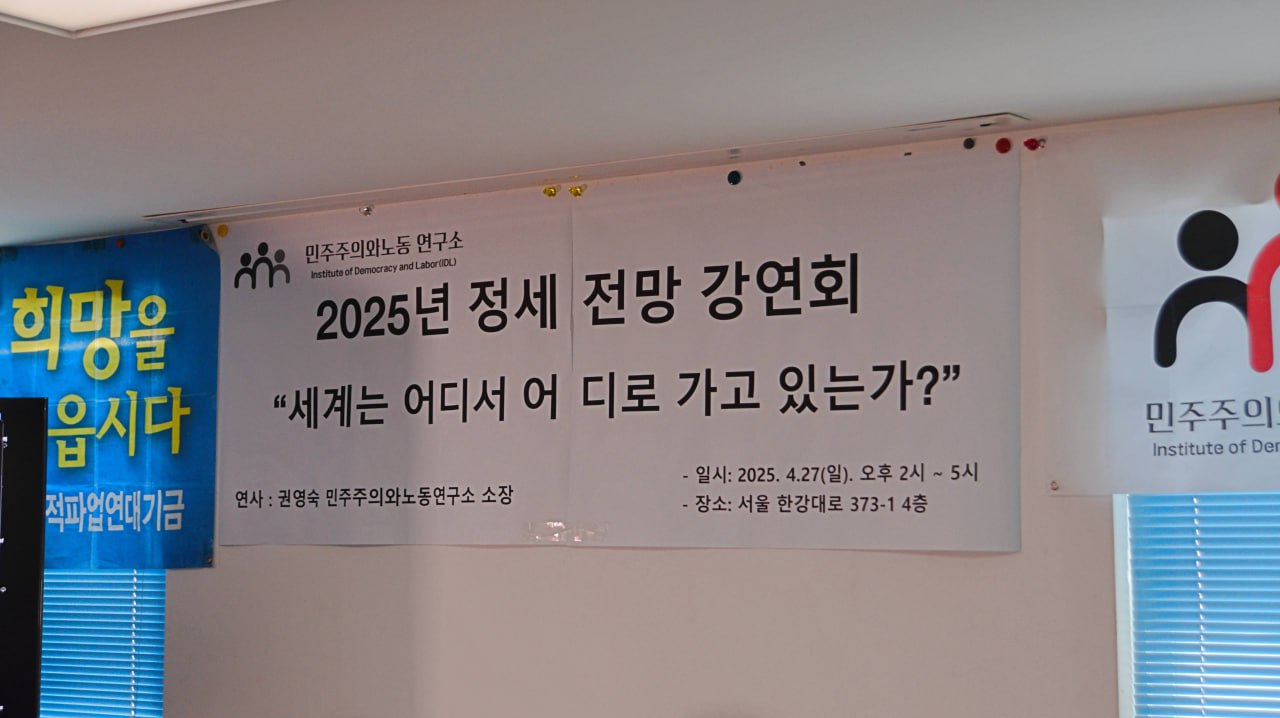 희망을
읍시다
적파업연대기금
민주주의와노동 연구소
Institute of Democracy and Labor(IDL)
2025년 정세 전망 강연회
“세계는 어디서 어 디로 가고 있는가?”
연사 : 권영숙 민주주의와노동연구소 소장
- 일시: 2025. 4.27(일). 오후 2시 ~ 5시
- 장소: 서울 한강대로 373-1 4층
민주주의
Institute of De